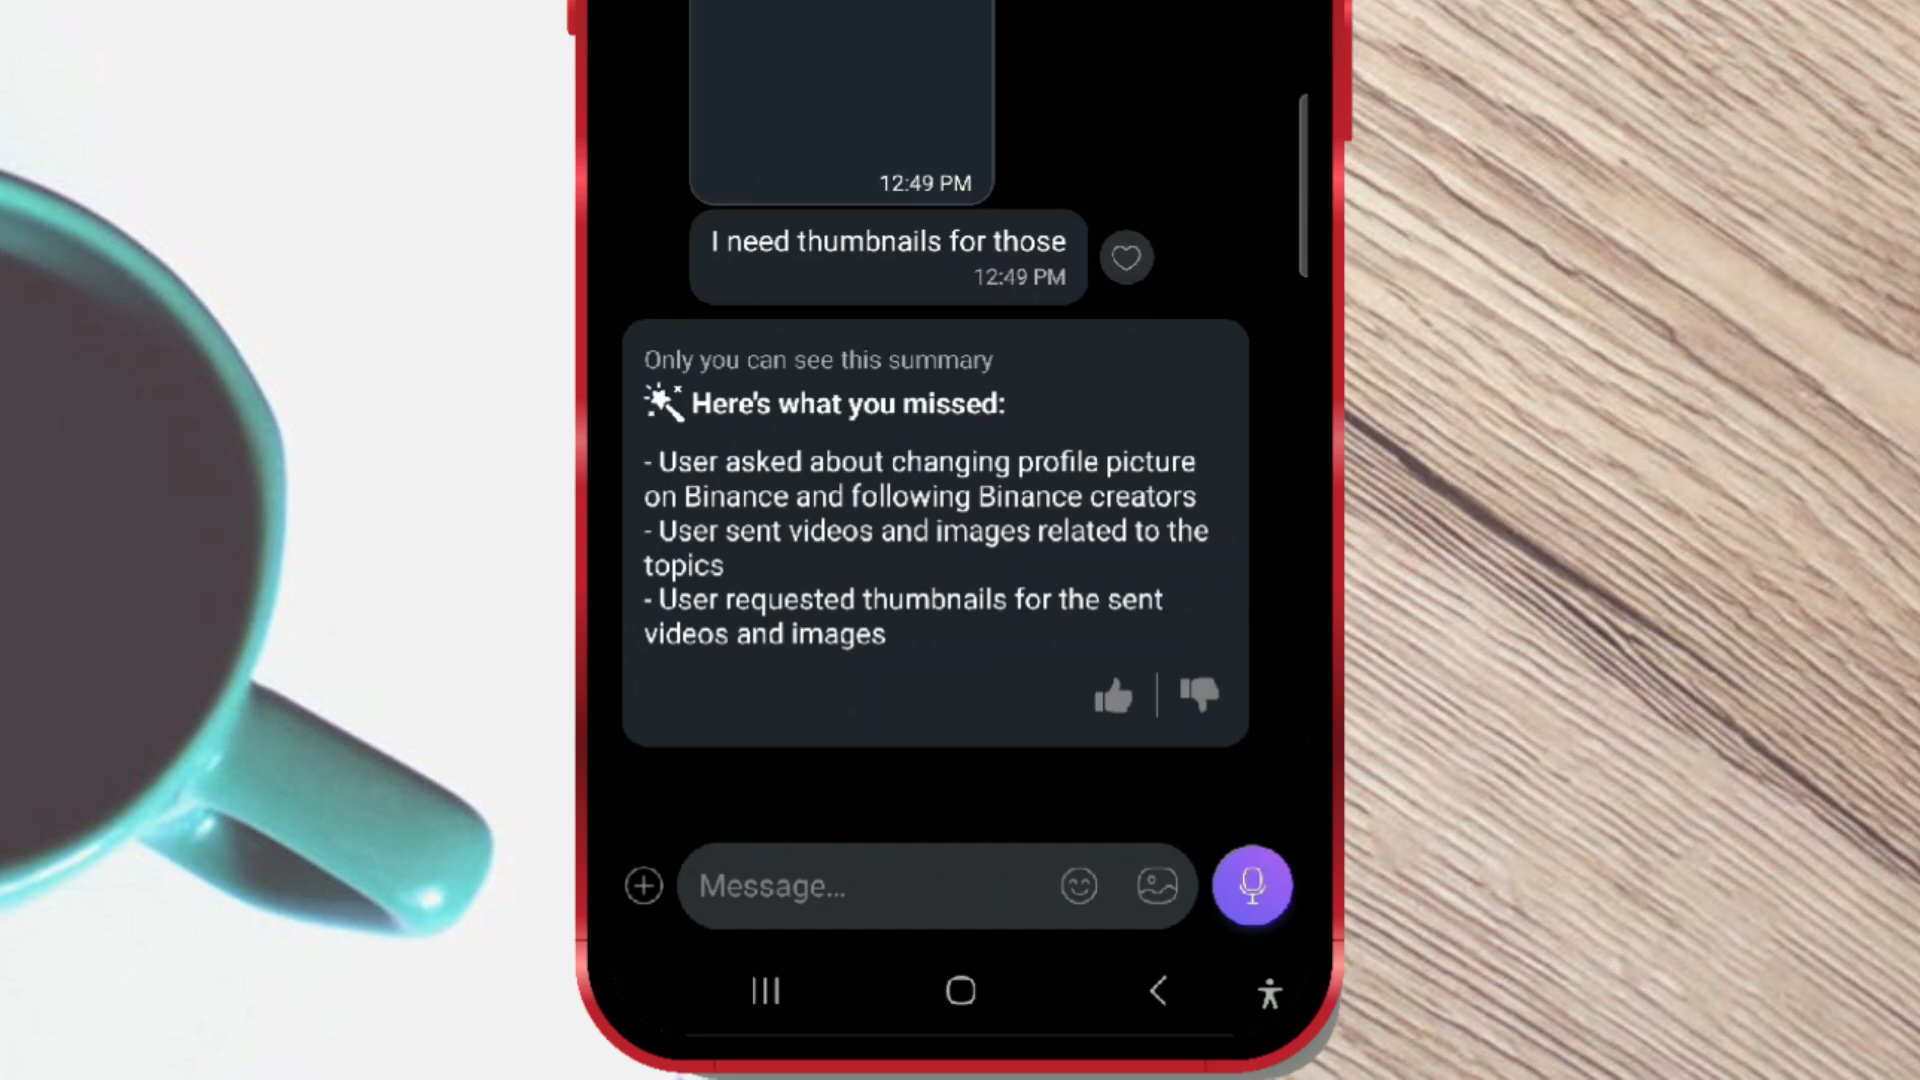 12:49 PM
I need thumbnails for those
12:49 PM
Only you can see this summary
Here's what you missed:
- User asked about changing profile picture
on Binance and following Binance creators
- User sent videos and images related to the
topics
- User requested thumbnails for the sent
videos and images
Message...